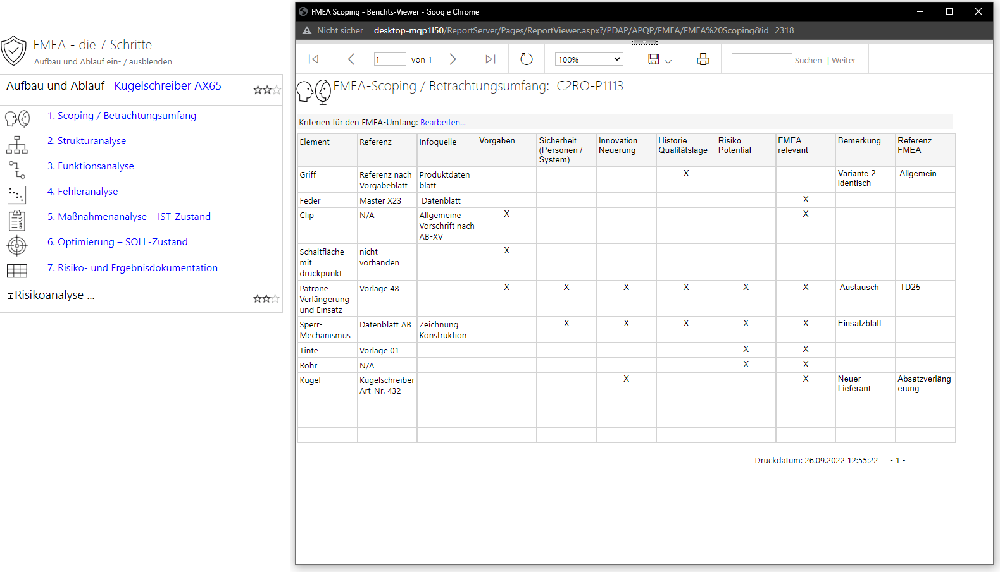 FMEA - die 7 Schritte
Aufbau und Ablauf ein- / ausblenden
Aufbau und Ablauf Kugelschreiber AX65
1. Scoping / Betrachtungsumfang
2. Strukturanalyse
3. Funktionsanalyse
4. Fehleranalyse
5. Maßnahmenanalyse – IST-Zustand
6. Optimierung – SOLL-Zustand
7. Risiko- und Ergebnisdokumentation
Risikoanalyse ...
FMEA Scoping - Berichts-Viewer - Google Chrome
Nicht sicher | desktop-mqp1l50/ReportServer/Pages/ReportViewer.aspx?/PDAP/APQP/FMEA/FMEA%20Scoping&id=2318
1 von 1 100% Suchen | Weiter
FMEA-Scoping / Betrachtungsumfang: C2RO-P1113
Kriterien für den FMEA-Umfang: Bearbeiten...
Element Referenz Infoquelle Vorgaben Sicherheit Innovation Historie Risiko FMEA Bemerkung Referenz
(Personen / Neuerung Qualitätslage Potential relevant FMEA
System)
Griff Referenz nach Produktdaten X Variante 2 Allgemein
Vorgabeblatt blatt identisch
Feder Master X23 Datenblatt X
Clip N/A Allgemeine X X
Vorschrift nach
AB-XV
Schaltfläche nicht X
mit vorhanden
druckpunkt
Patrone Vorlage 48 X X X X X X Austausch TD25
Verlängerung
und Einsatz
Sperr- Datenblatt AB Zeichnung X X X X X Einsatzblatt
Mechanismus Konstruktion
Tinte Vorlage 01 X X
Rohr N/A X X
Kugel Kugelschreiber X X Neuer Absatzverläng
Art-Nr. 432 Lieferant erung
Druckdatum: 26.09.2022 12:55:22 - 1 -